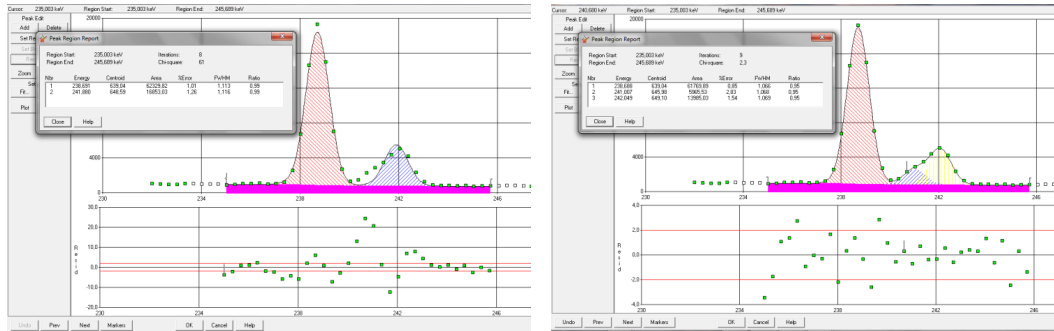 Cursor: 235,003 keV Region Start: 235,003 keV Region End: 245,689 keV
Peak Edit
Add Delete
Set Re
Zoom
Set
Fit...
Plot
20000
4000
0
230 234 238 242 246
Peak Region Report
Region Start: 235,003 keV Iterations: 6
Region End: 245,689 keV Chi-square: 61
Nbr Energy Centroid Area %Error FWHM Ratio
1 238,691 639,04 62329,82 1,01 1,113 0,99
2 241,880 648,59 16853,03 1,26 1,116 0,99
Close Help
30.0
20.0
10.0
0.0
-10.0
-20.0
Resid
230 234 238 242 246
Undo Prev Next Markers OK Cancel Help
Cursor: 240,680 keV Region Start: 235,003 keV Region End: 245,689 keV
Peak Edit
Add Delete
Set Re
Zoom
Set
Fit...
Plot
20000
4000
0
230 234 238 242 246
Peak Region Report
Region Start: 235,003 keV Iterations: 9
Region End: 245,689 keV Chi-square: 2,3
Nbr Energy Centroid Area %Error FWHM Ratio
1 238,688 639,04 61769,89 0,85 1,066 0,95
2 241,007 645,98 5965,53 2,83 1,068 0,95
3 242,049 649,10 13985,03 1,54 1,069 0,95
Close Help
4,0
2,0
0,0
-2,0
-4,0
Resid
230 234 238 242 246
Undo Prev Next Markers OK Cancel Help